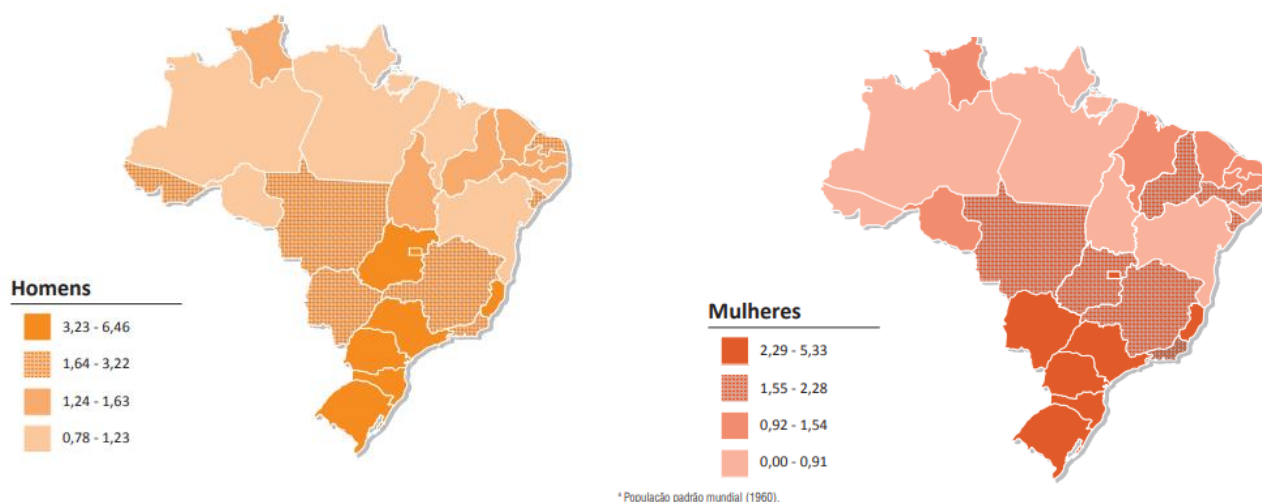 Homens
3,23 - 6,46
1,64 - 3,22
1,24 - 1,63
0,78 - 1,23
Mulheres
2,29 - 5,33
1,55 - 2,28
0,92 - 1,54
0,00 - 0,91
* População padrão mundial (1960).